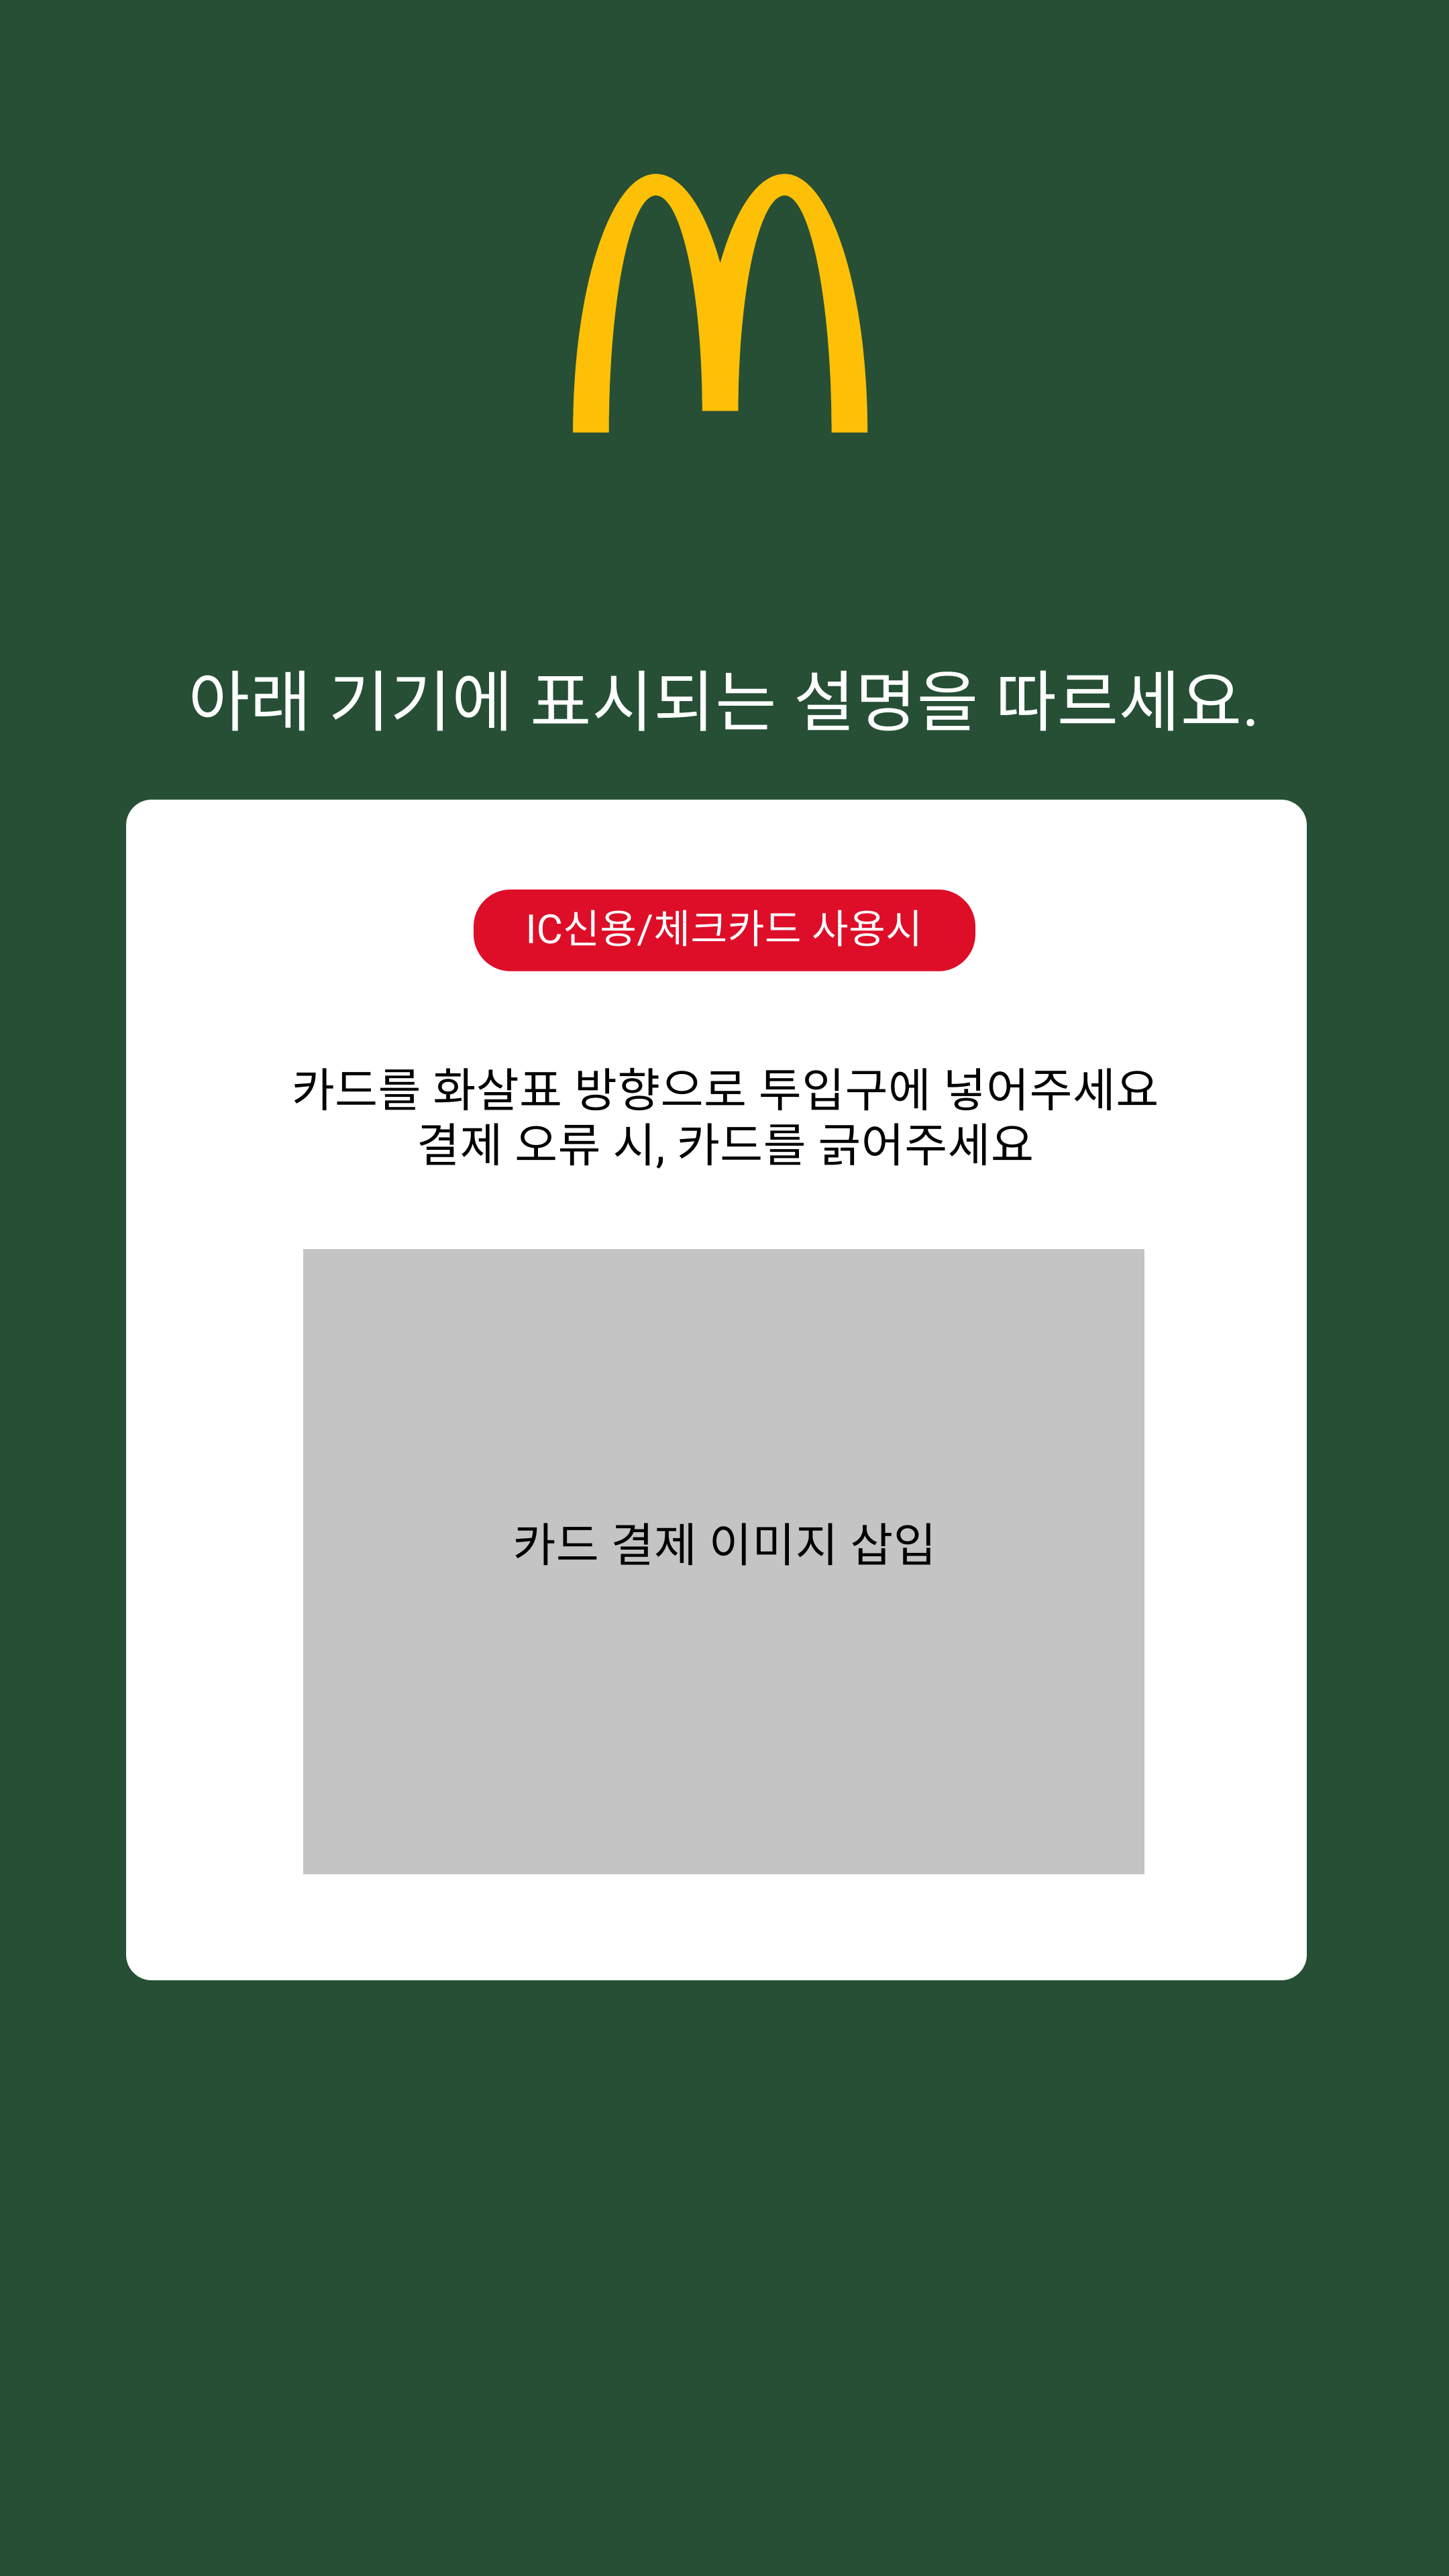 아래 기기에 표시되는 설명을 따르세요.
IC신용/체크카드 사용시
카드를 화살표 방향으로 투입구에 넣어주세요
결제 오류 시, 카드를 긁어주세요
카드 결제 이미지 삽입